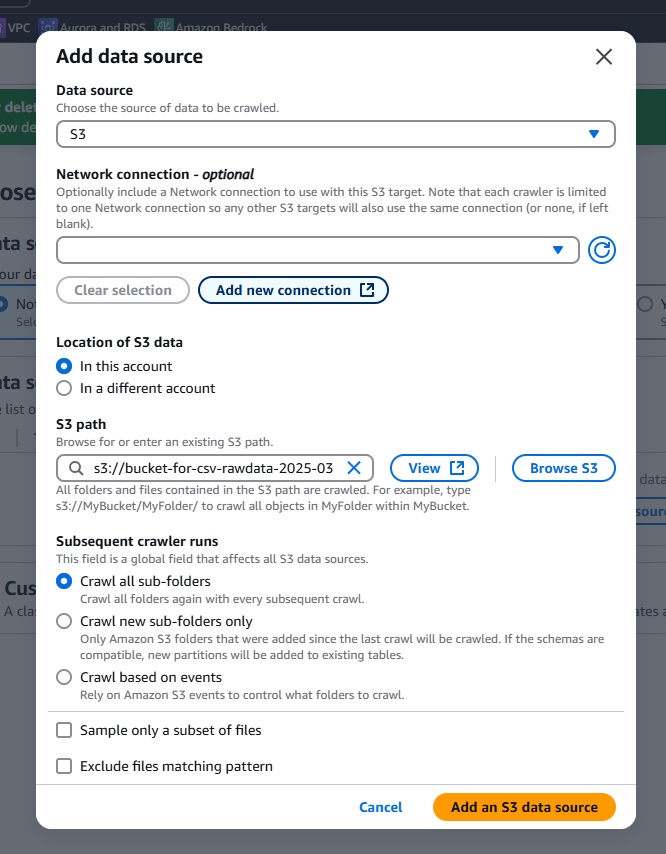 VPC Aurora and RDS Amazon Bedrock
Add data source
Data source
Choose the source of data to be crawled.
S3
Network connection - optional
Optionally include a Network connection to use with this S3 target. Note that each crawler is limited
to one Network connection so any other S3 targets will also use the same connection (or none, if left
blank).
Clear selection
Add new connection
Location of S3 data
In this account
In a different account
S3 path
Browse for or enter an existing S3 path.
s3://bucket-for-csv-rawdata-2025-03
View
Browse S3
All folders and files contained in the S3 path are crawled. For example, type
s3://MyBucket/MyFolder/ to crawl all objects in MyFolder within MyBucket.
Subsequent crawler runs
This field is a global field that affects all S3 data sources.
Crawl all sub-folders
Crawl all folders again with every subsequent crawl.
Crawl new sub-folders only
Only Amazon S3 folders that were added since the last crawl will be crawled. If the schemas are
compatible, new partitions will be added to existing tables.
Crawl based on events
Rely on Amazon S3 events to control what folders to crawl.
Sample only a subset of files
Exclude files matching pattern
Cancel
Add an S3 data source